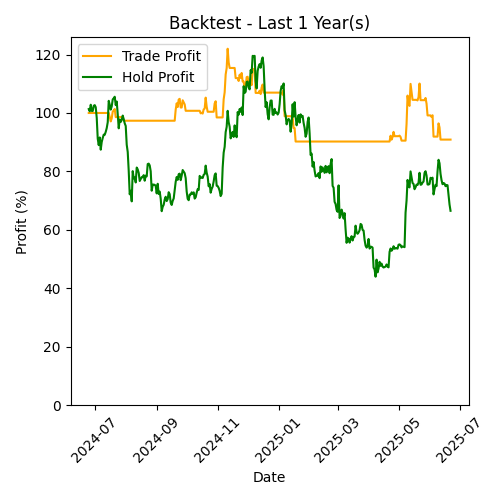 Backtest - Last 1 Year(s)
Trade Profit
Hold Profit
Profit (%)
120
100
80
60
40
20
0
2024-07
2024-09
2024-11
2025-01
2025-03
2025-05
2025-07
Date